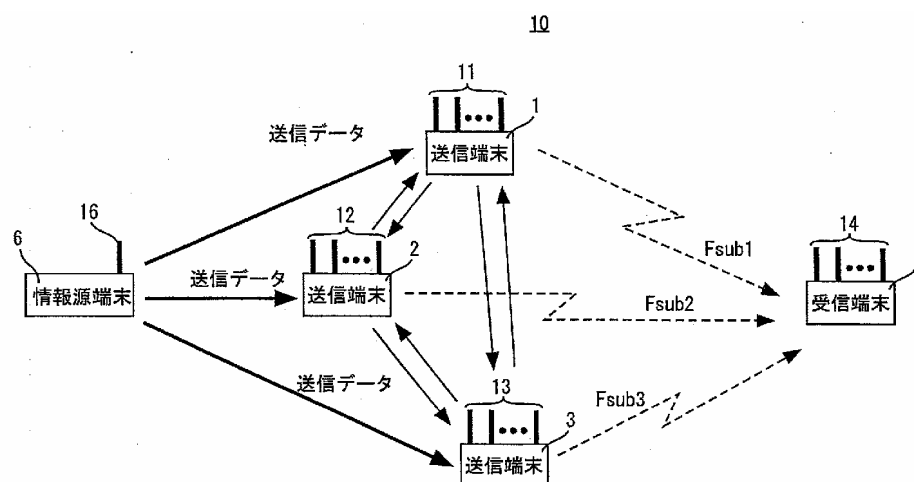 10
11
1
送信データ
送信端末
16
6
12
2
14
送信データ
Fsub1
情報源端末
送信端末
Fsub2
受信端末
送信データ
13
3
Fsub3
送信端末